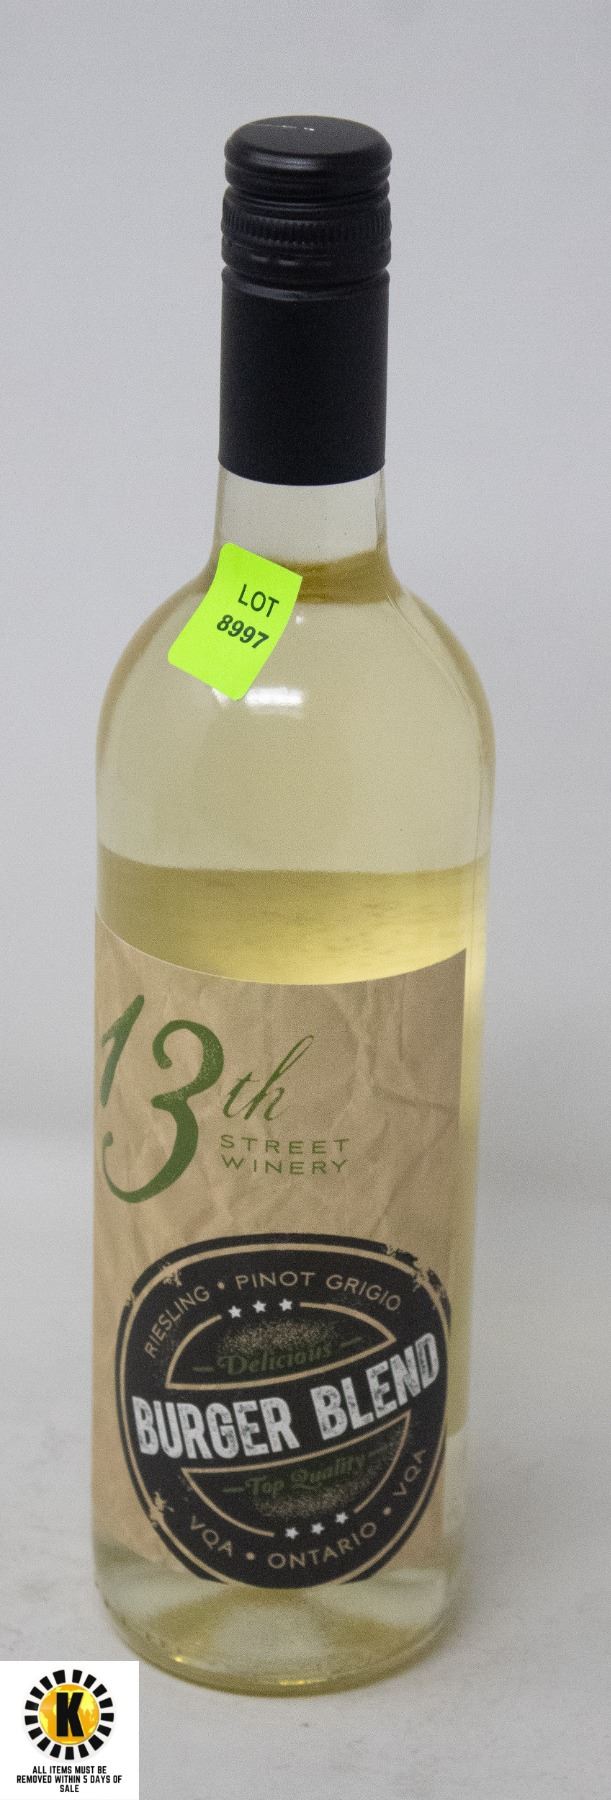 LOT
8997
13th
STREET
WINERY
RIESLING • PINOT GRIGIO
Delicious
BURGER BLEND
Top Quality
VQA • ONTARIO • VQA
K
ALL ITEMS MUST BE
REMOVED WITHIN 5 DAYS OF
SALE